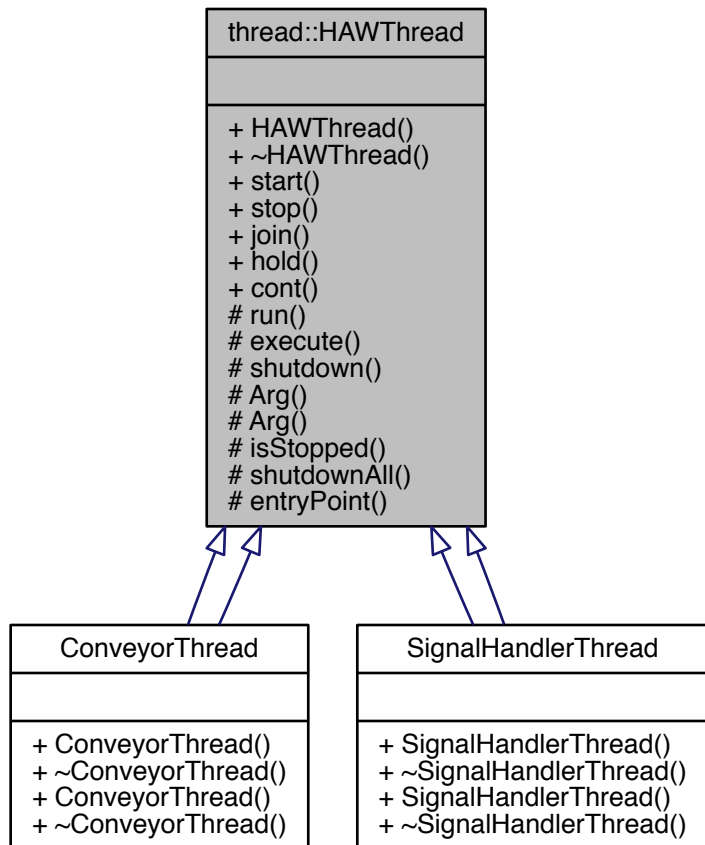 thread::HAWThread
+ HAWThread()
+ ~HAWThread()
+ start()
+ stop()
+ join()
+ hold()
+ cont()
# run()
# execute()
# shutdown()
# Arg()
# Arg()
# isStopped()
# shutdownAll()
# entryPoint()
ConveyorThread
+ ConveyorThread()
+ ~ConveyorThread()
+ ConveyorThread()
+ ~ConveyorThread()
SignalHandlerThread
+ SignalHandlerThread()
+ ~SignalHandlerThread()
+ SignalHandlerThread()
+ ~SignalHandlerThread()